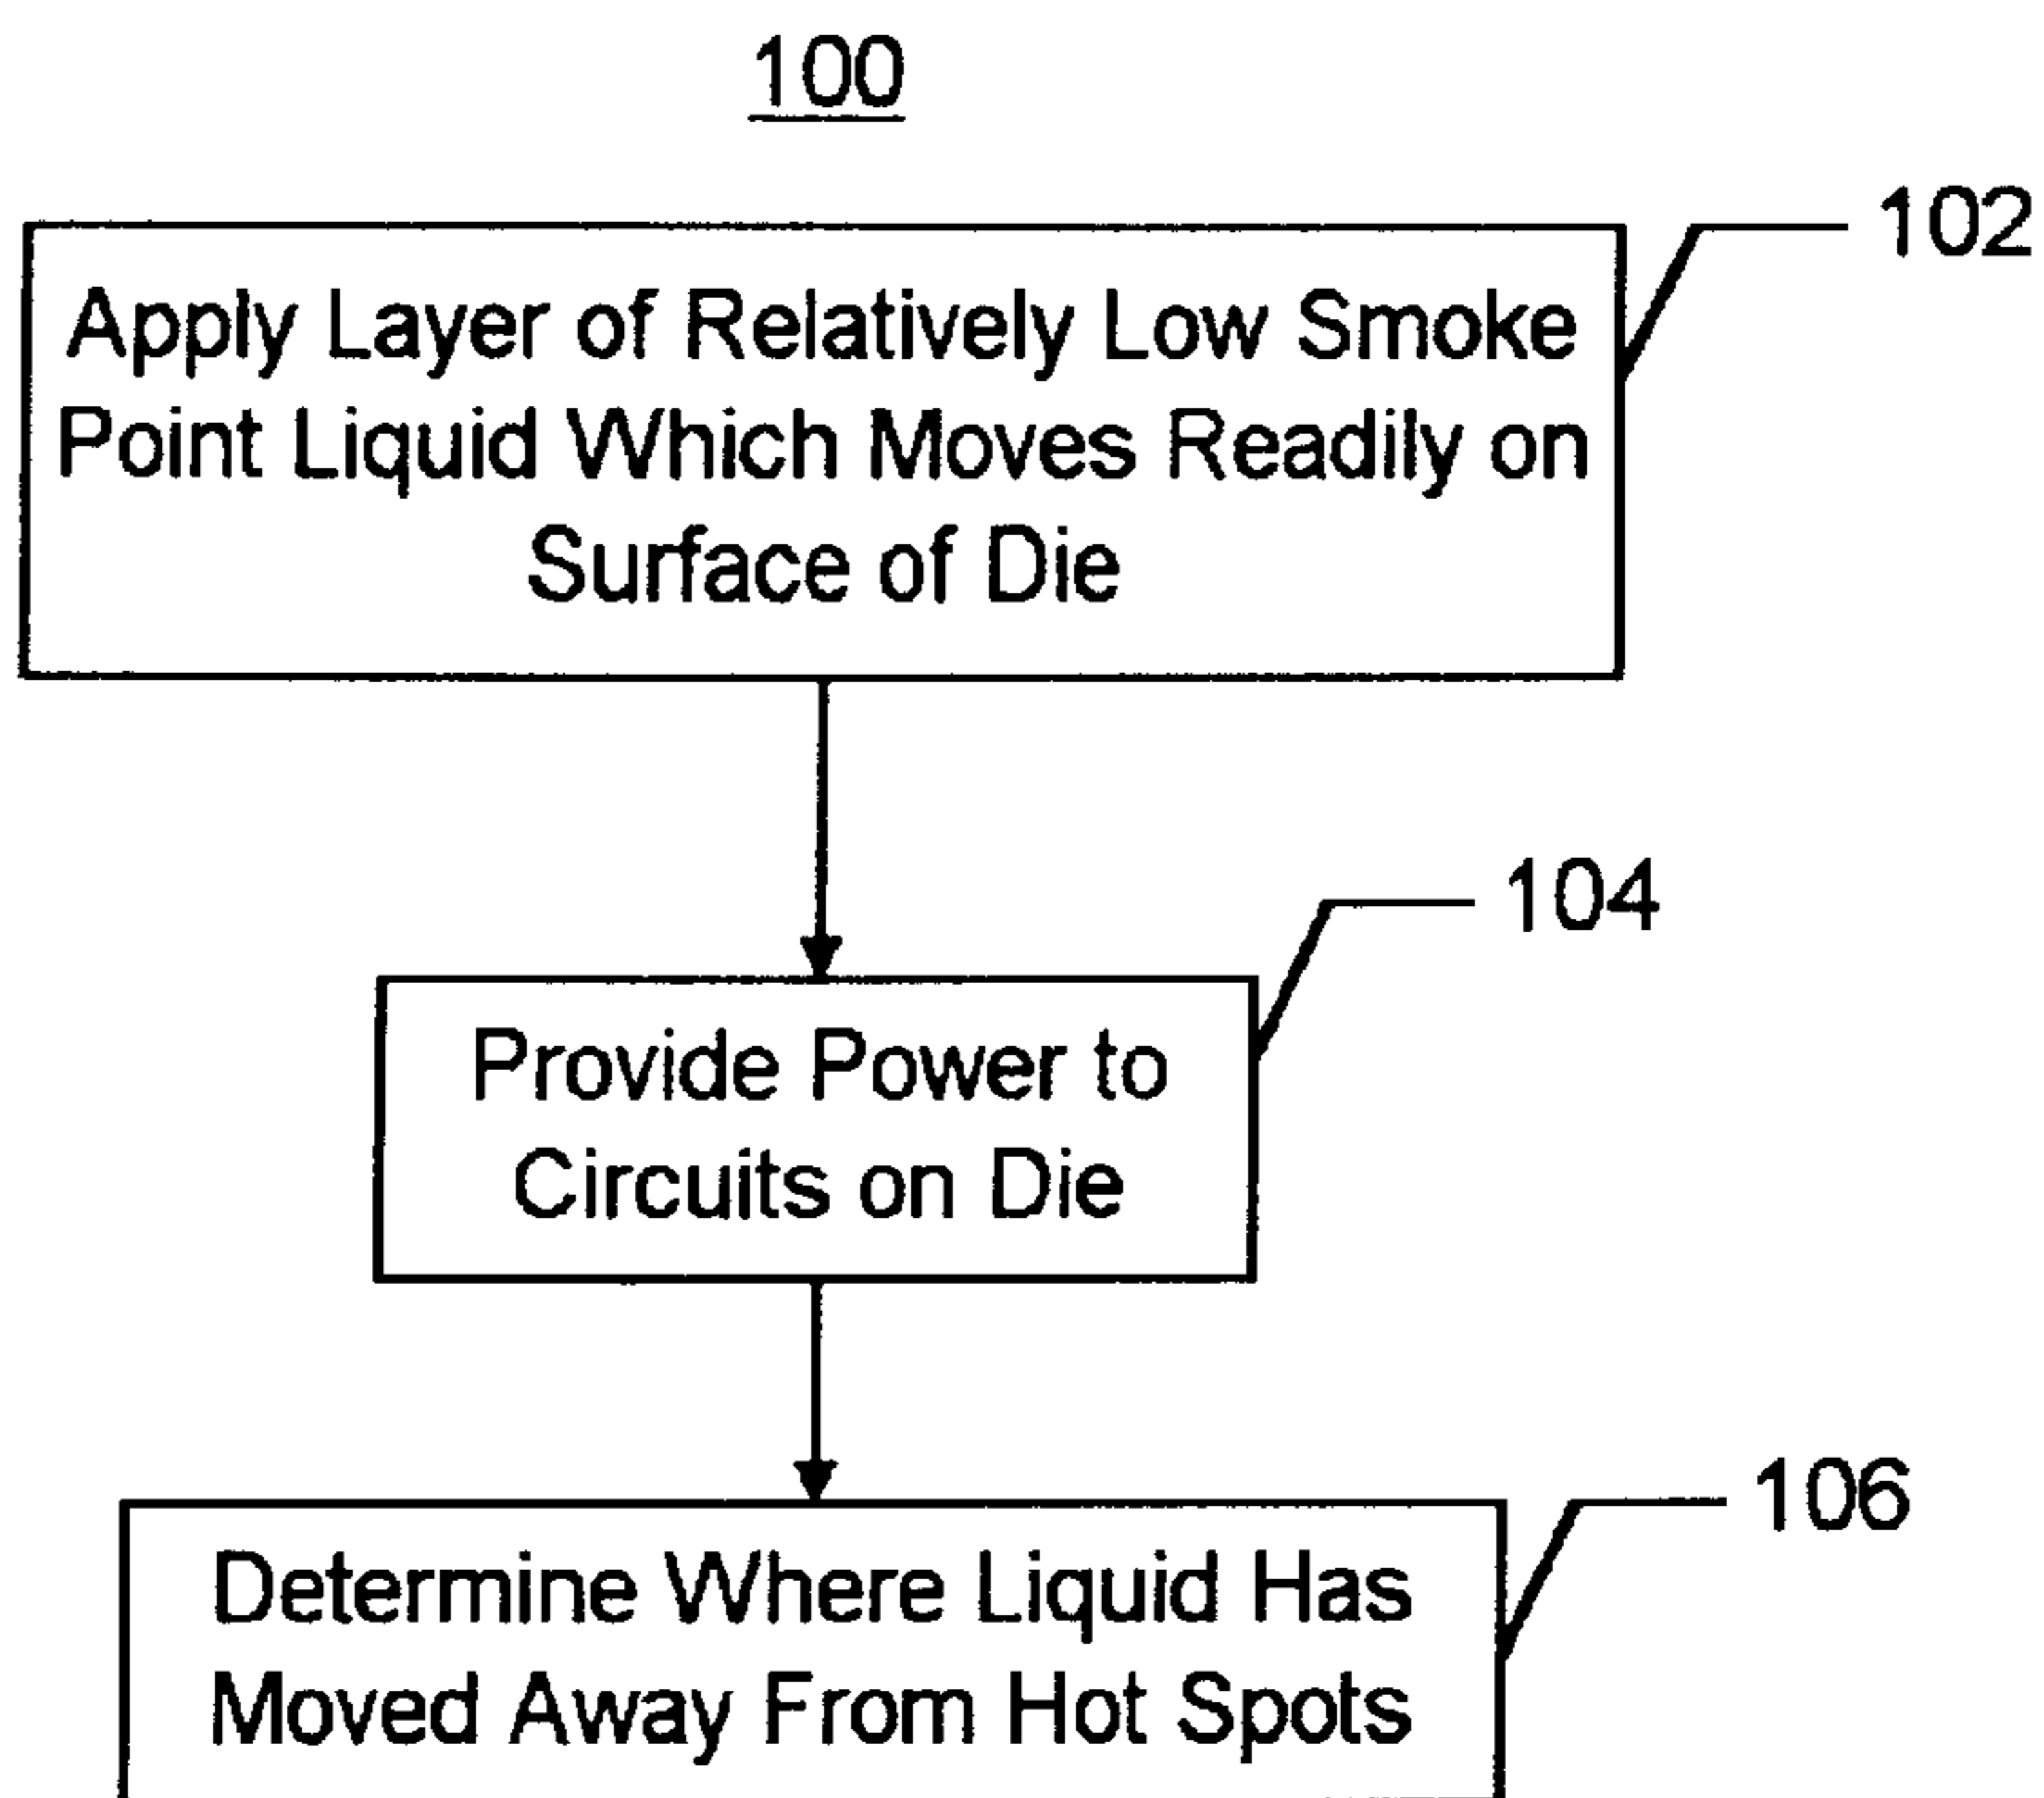 100
102
Apply Layer of Relatively Low Smoke
Point Liquid Which Moves Readily on
Surface of Die
104
Provide Power to
Circuits on Die
106
Determine Where Liquid Has
Moved Away From Hot Spots